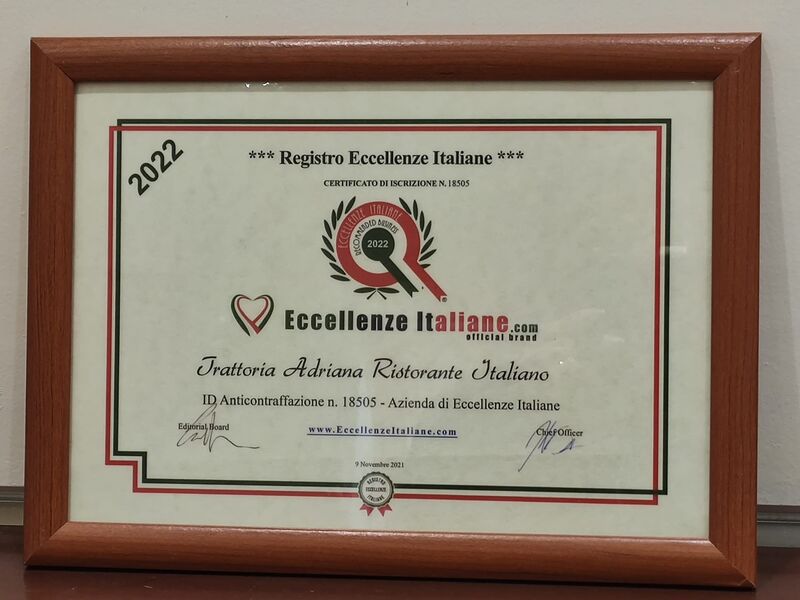 2022
*** Registro Eccellenze Italiane ***
CERTIFICATO DI ISCRIZIONE N. 18505
ECCELLENZE ITALIANE
RECOMMENDED BUSINESS
2022
Eccellenze Italiane.com
official brand
Trattoria Adriana Ristorante Italiano
ID Anticontraffazione n. 18505 - Azienda di Eccellenze Italiane
Editorial Board
www.EccellenzeItaliane.com
Chief Officer
9 Novembre 2021
REGISTRO
ECCELLENZE
ITALIANE